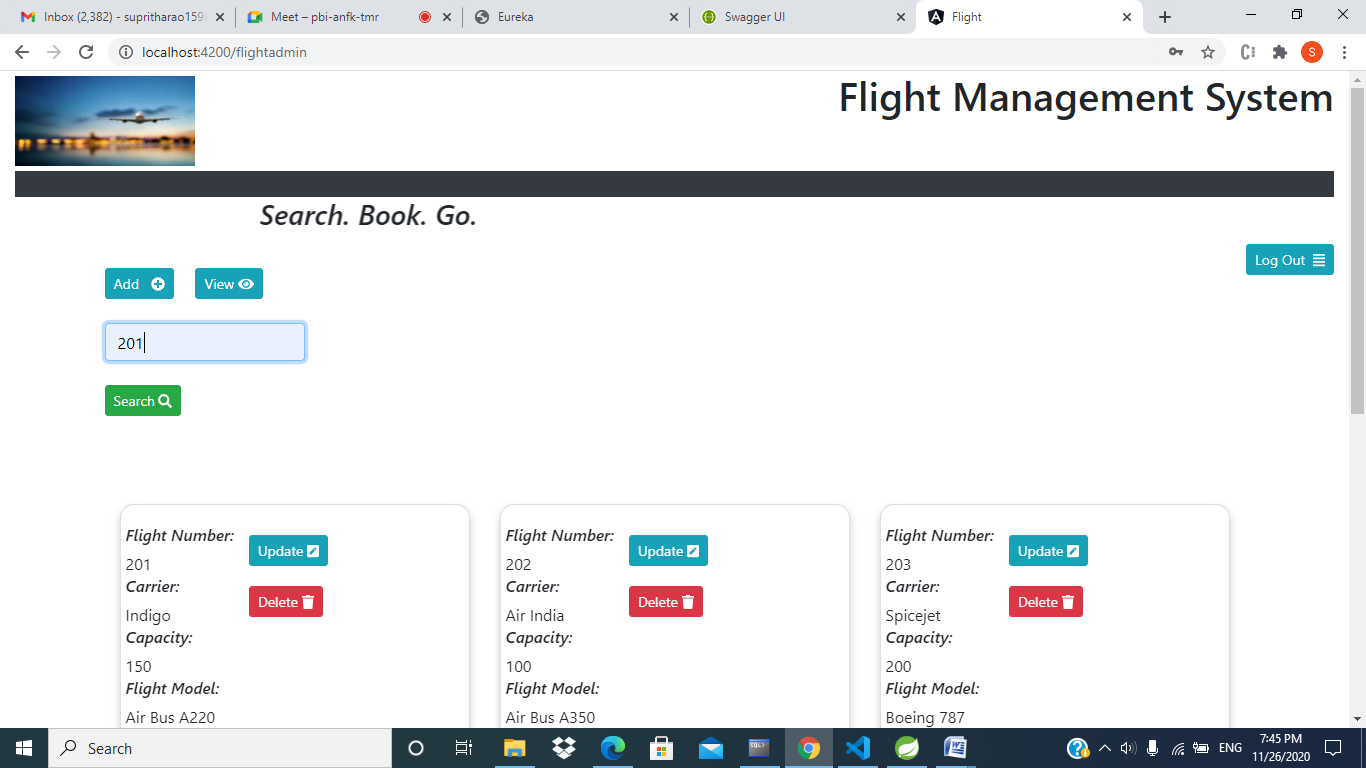 Inbox (2,382) - supritharao159
Meet – pbi-anfk-tmr
Eureka
Swagger UI
Flight
localhost:4200/flightadmin
S
Flight Management System
Search. Book. Go.
Log Out
Add
View
201
Search
Flight Number:
Update
201
Carrier:
Delete
Indigo
Capacity:
150
Flight Model:
Air Bus A220
Flight Number:
Update
202
Carrier:
Delete
Air India
Capacity:
100
Flight Model:
Air Bus A350
Flight Number:
Update
203
Carrier:
Delete
Spicejet
Capacity:
200
Flight Model:
Boeing 787
Search
SQL>
ENG
7:45 PM
11/26/2020